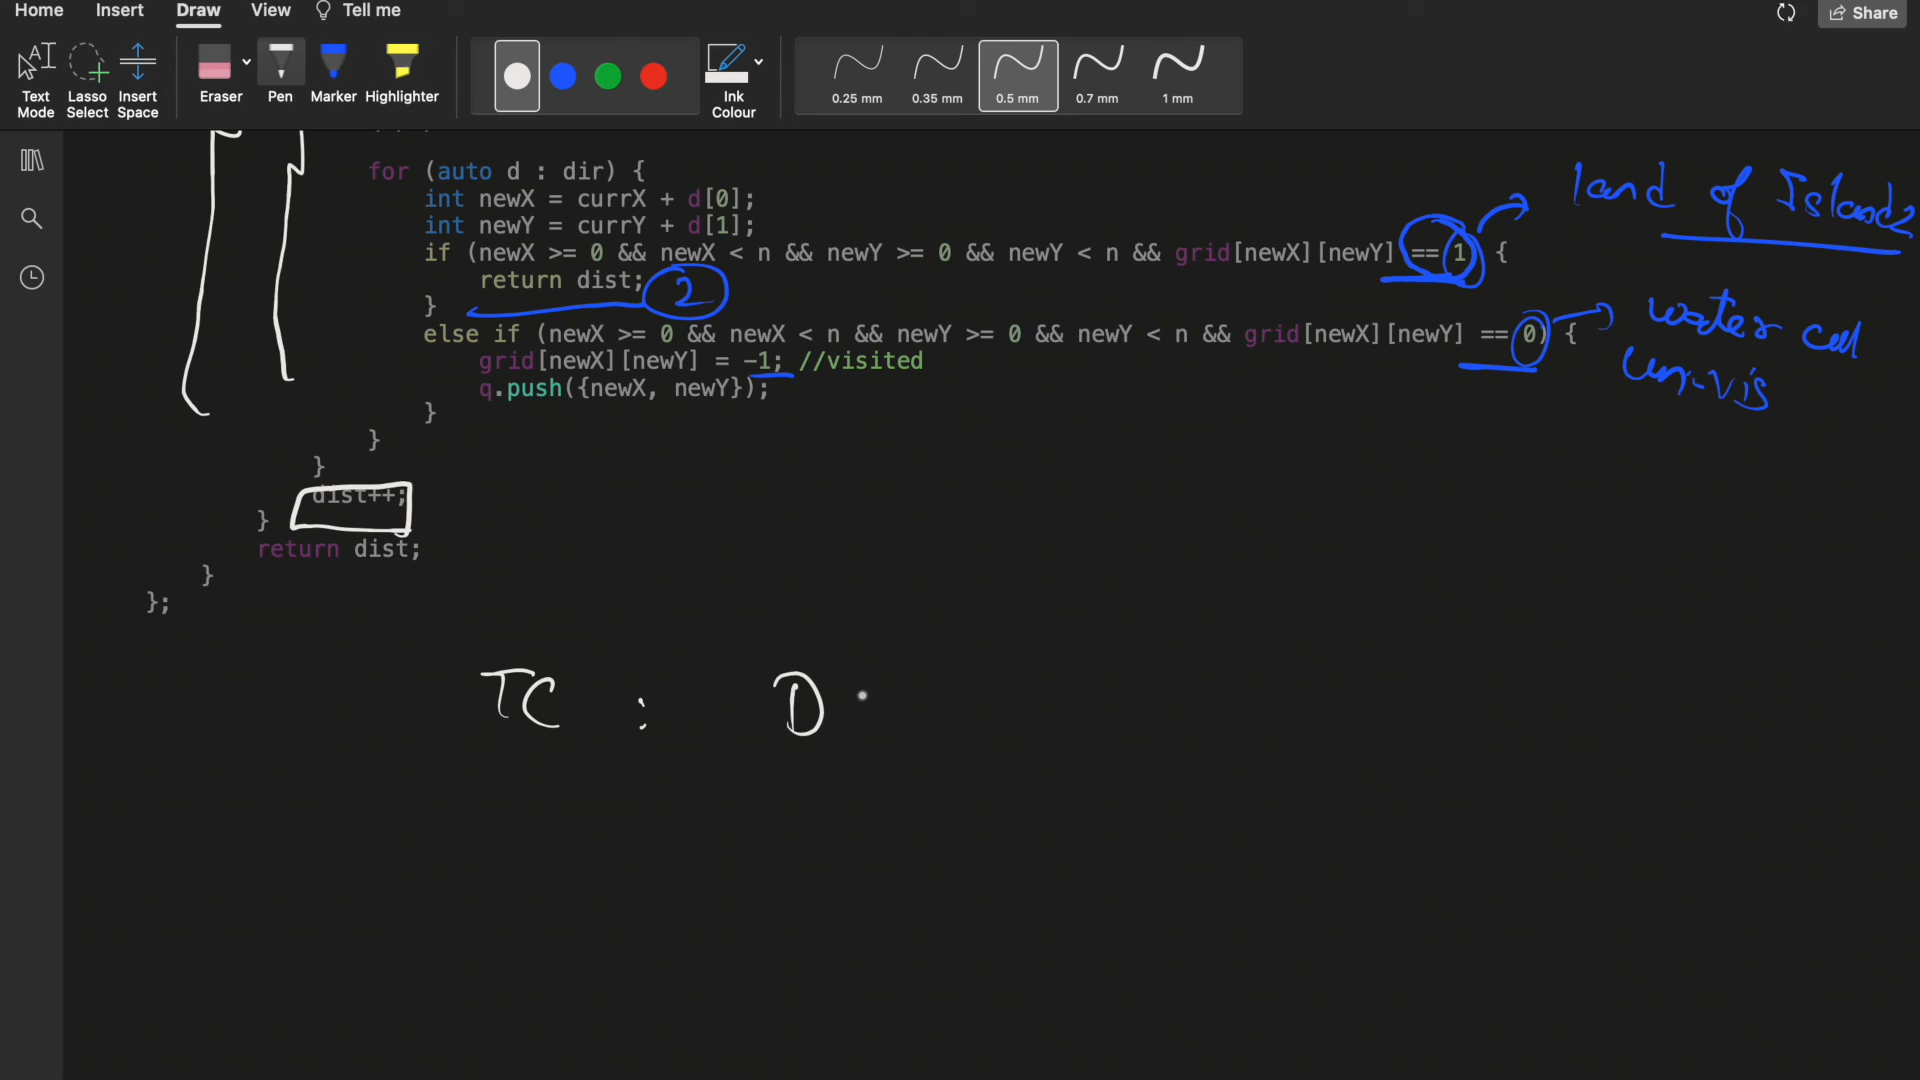 Home Insert Draw View Tell me Share
Text Mode Lasso Select Insert Space Eraser Pen Marker Highlighter Ink Colour 0.25 mm 0.35 mm 0.5 mm 0.7 mm 1 mm
for (auto d : dir) {
int newX = currX + d[0];
int newY = currY + d[1];
if (newX >= 0 && newX < n && newY >= 0 && newY < n && grid[newX][newY] == 1 {
land of Islands
return dist;
2
}
else if (newX >= 0 && newX < n && newY >= 0 && newY < n && grid[newX][newY] == 0) {
water cell
un-vis
grid[newX][newY] = -1; //visited
q.push({newX, newY});
}
}
}
dist++;
}
return dist;
}
};
TC : D